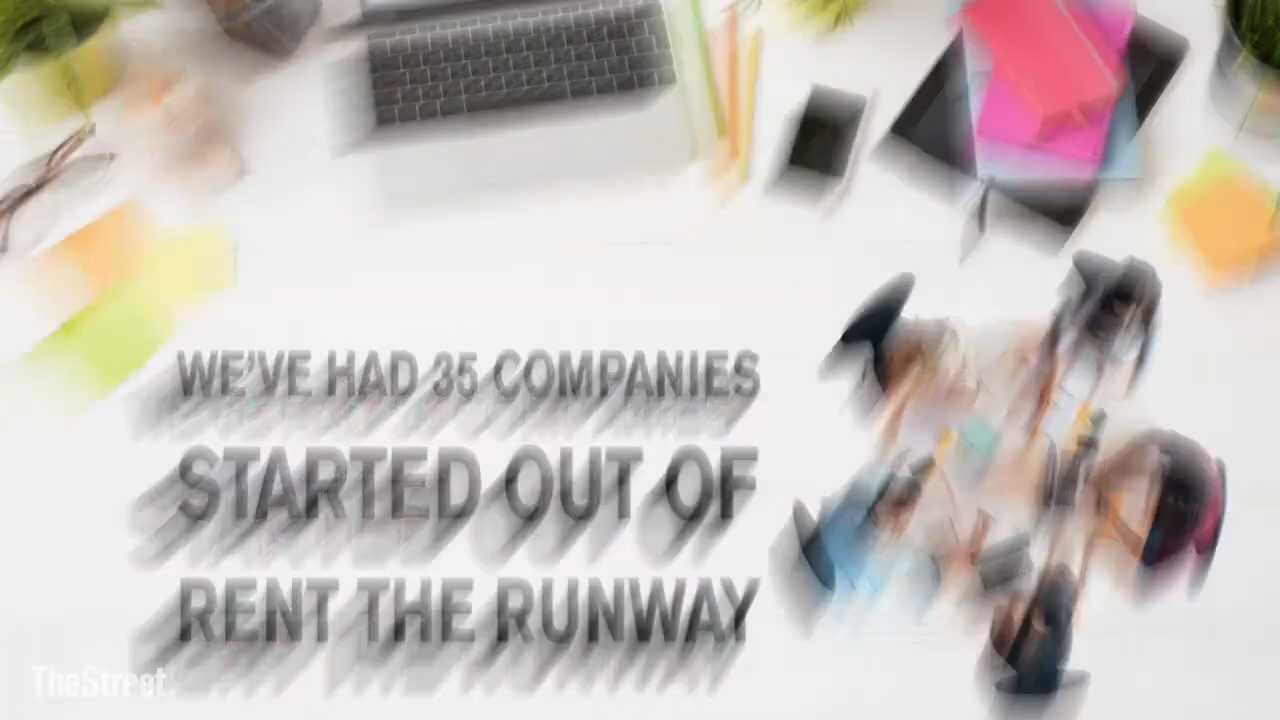 WE'VE HAD 35 COMPANIES
STARTED OUT OF
RENT THE RUNWAY
TheStreet